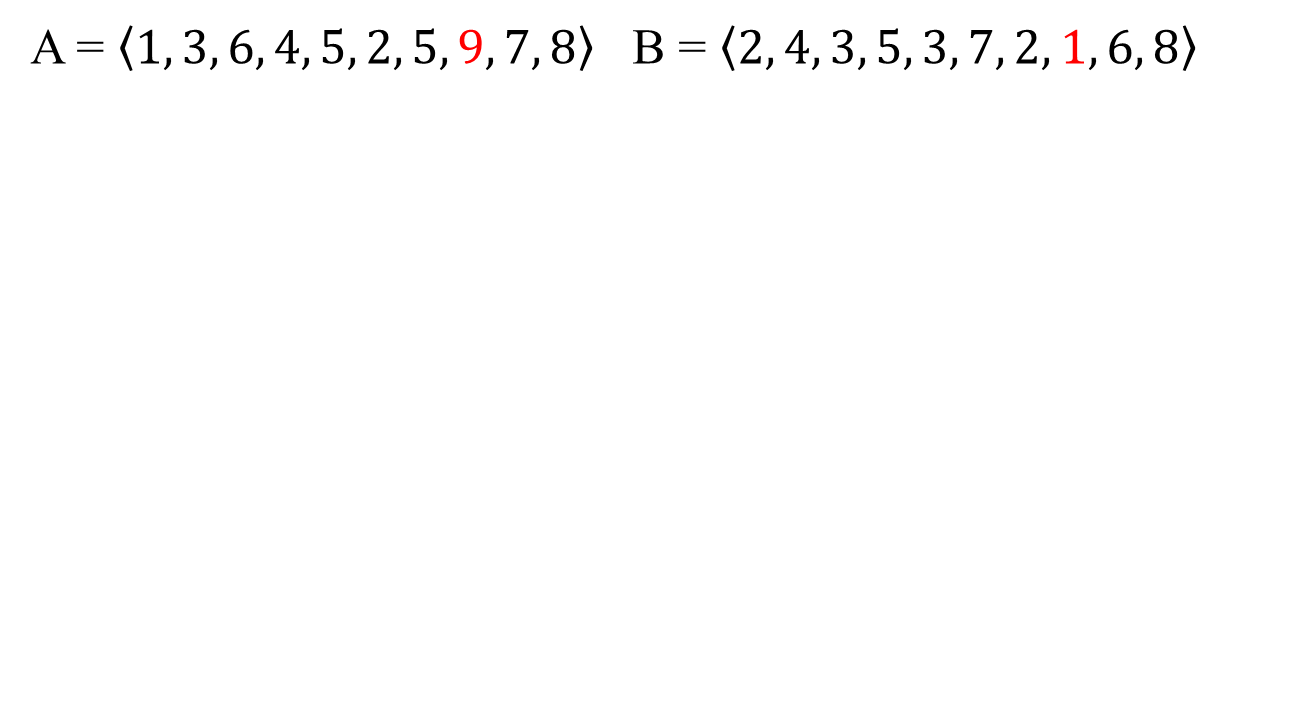 A = ⟨1, 3, 6, 4, 5, 2, 5, 9, 7, 8⟩ B = ⟨2, 4, 3, 5, 3, 7, 2, 1, 6, 8⟩